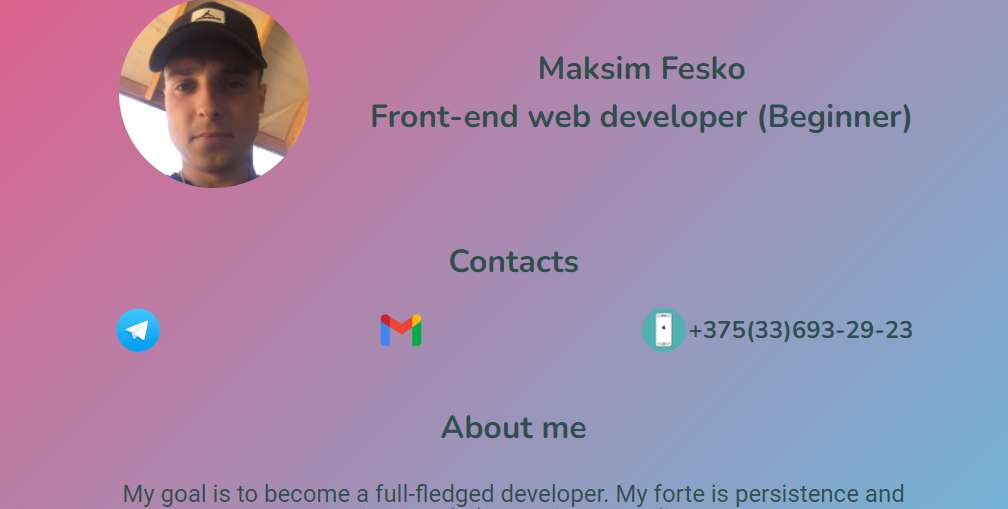 Maksim Fesko
Front-end web developer (Beginner)
Contacts
+375(33)693-29-23
About me
My goal is to become a full-fledged developer. My forte is persistence and